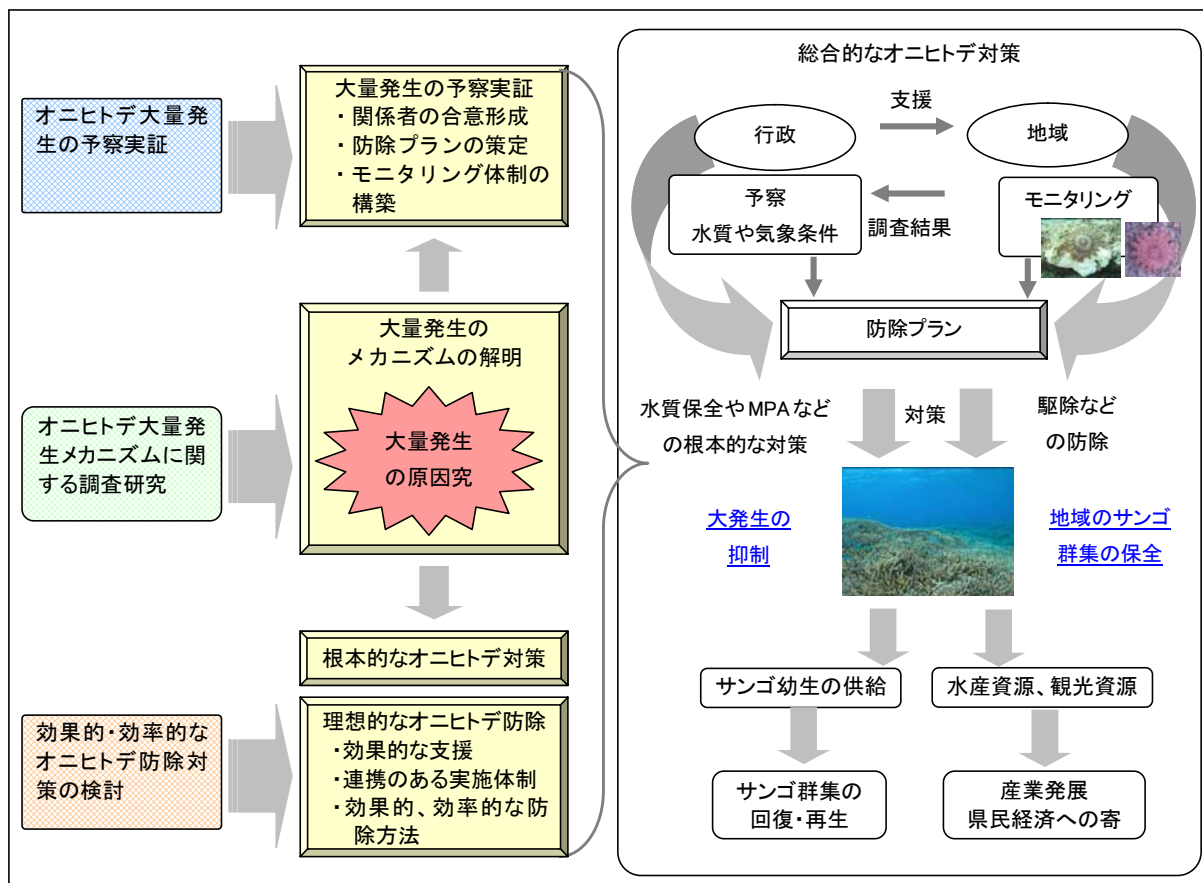 オニヒトデ大量発
生の予察実証
大量発生の予察実証
・関係者の合意形成
・防除プランの策定
・モニタリング体制の
構築
大量発生の
メカニズムの解明
大量発生
の原因究
オニヒトデ大量発
生メカニズムに関
する調査研究
根本的なオニヒトデ対策
効果的・効率的な
オニヒトデ防除対
策の検討
理想的なオニヒトデ防除
・効果的な支援
・連携のある実施体制
・効果的、効率的な防
除方法
総合的なオニヒトデ対策
支援
行政
地域
予察
水質や気象条件
調査結果
モニタリング
防除プラン
水質保全やMPAなど
の根本的な対策
対策
駆除など
の防除
大発生の
抑制
地域のサンゴ
群集の保全
サンゴ幼生の供給
水産資源、観光資源
サンゴ群集の
回復・再生
産業発展
県民経済への寄